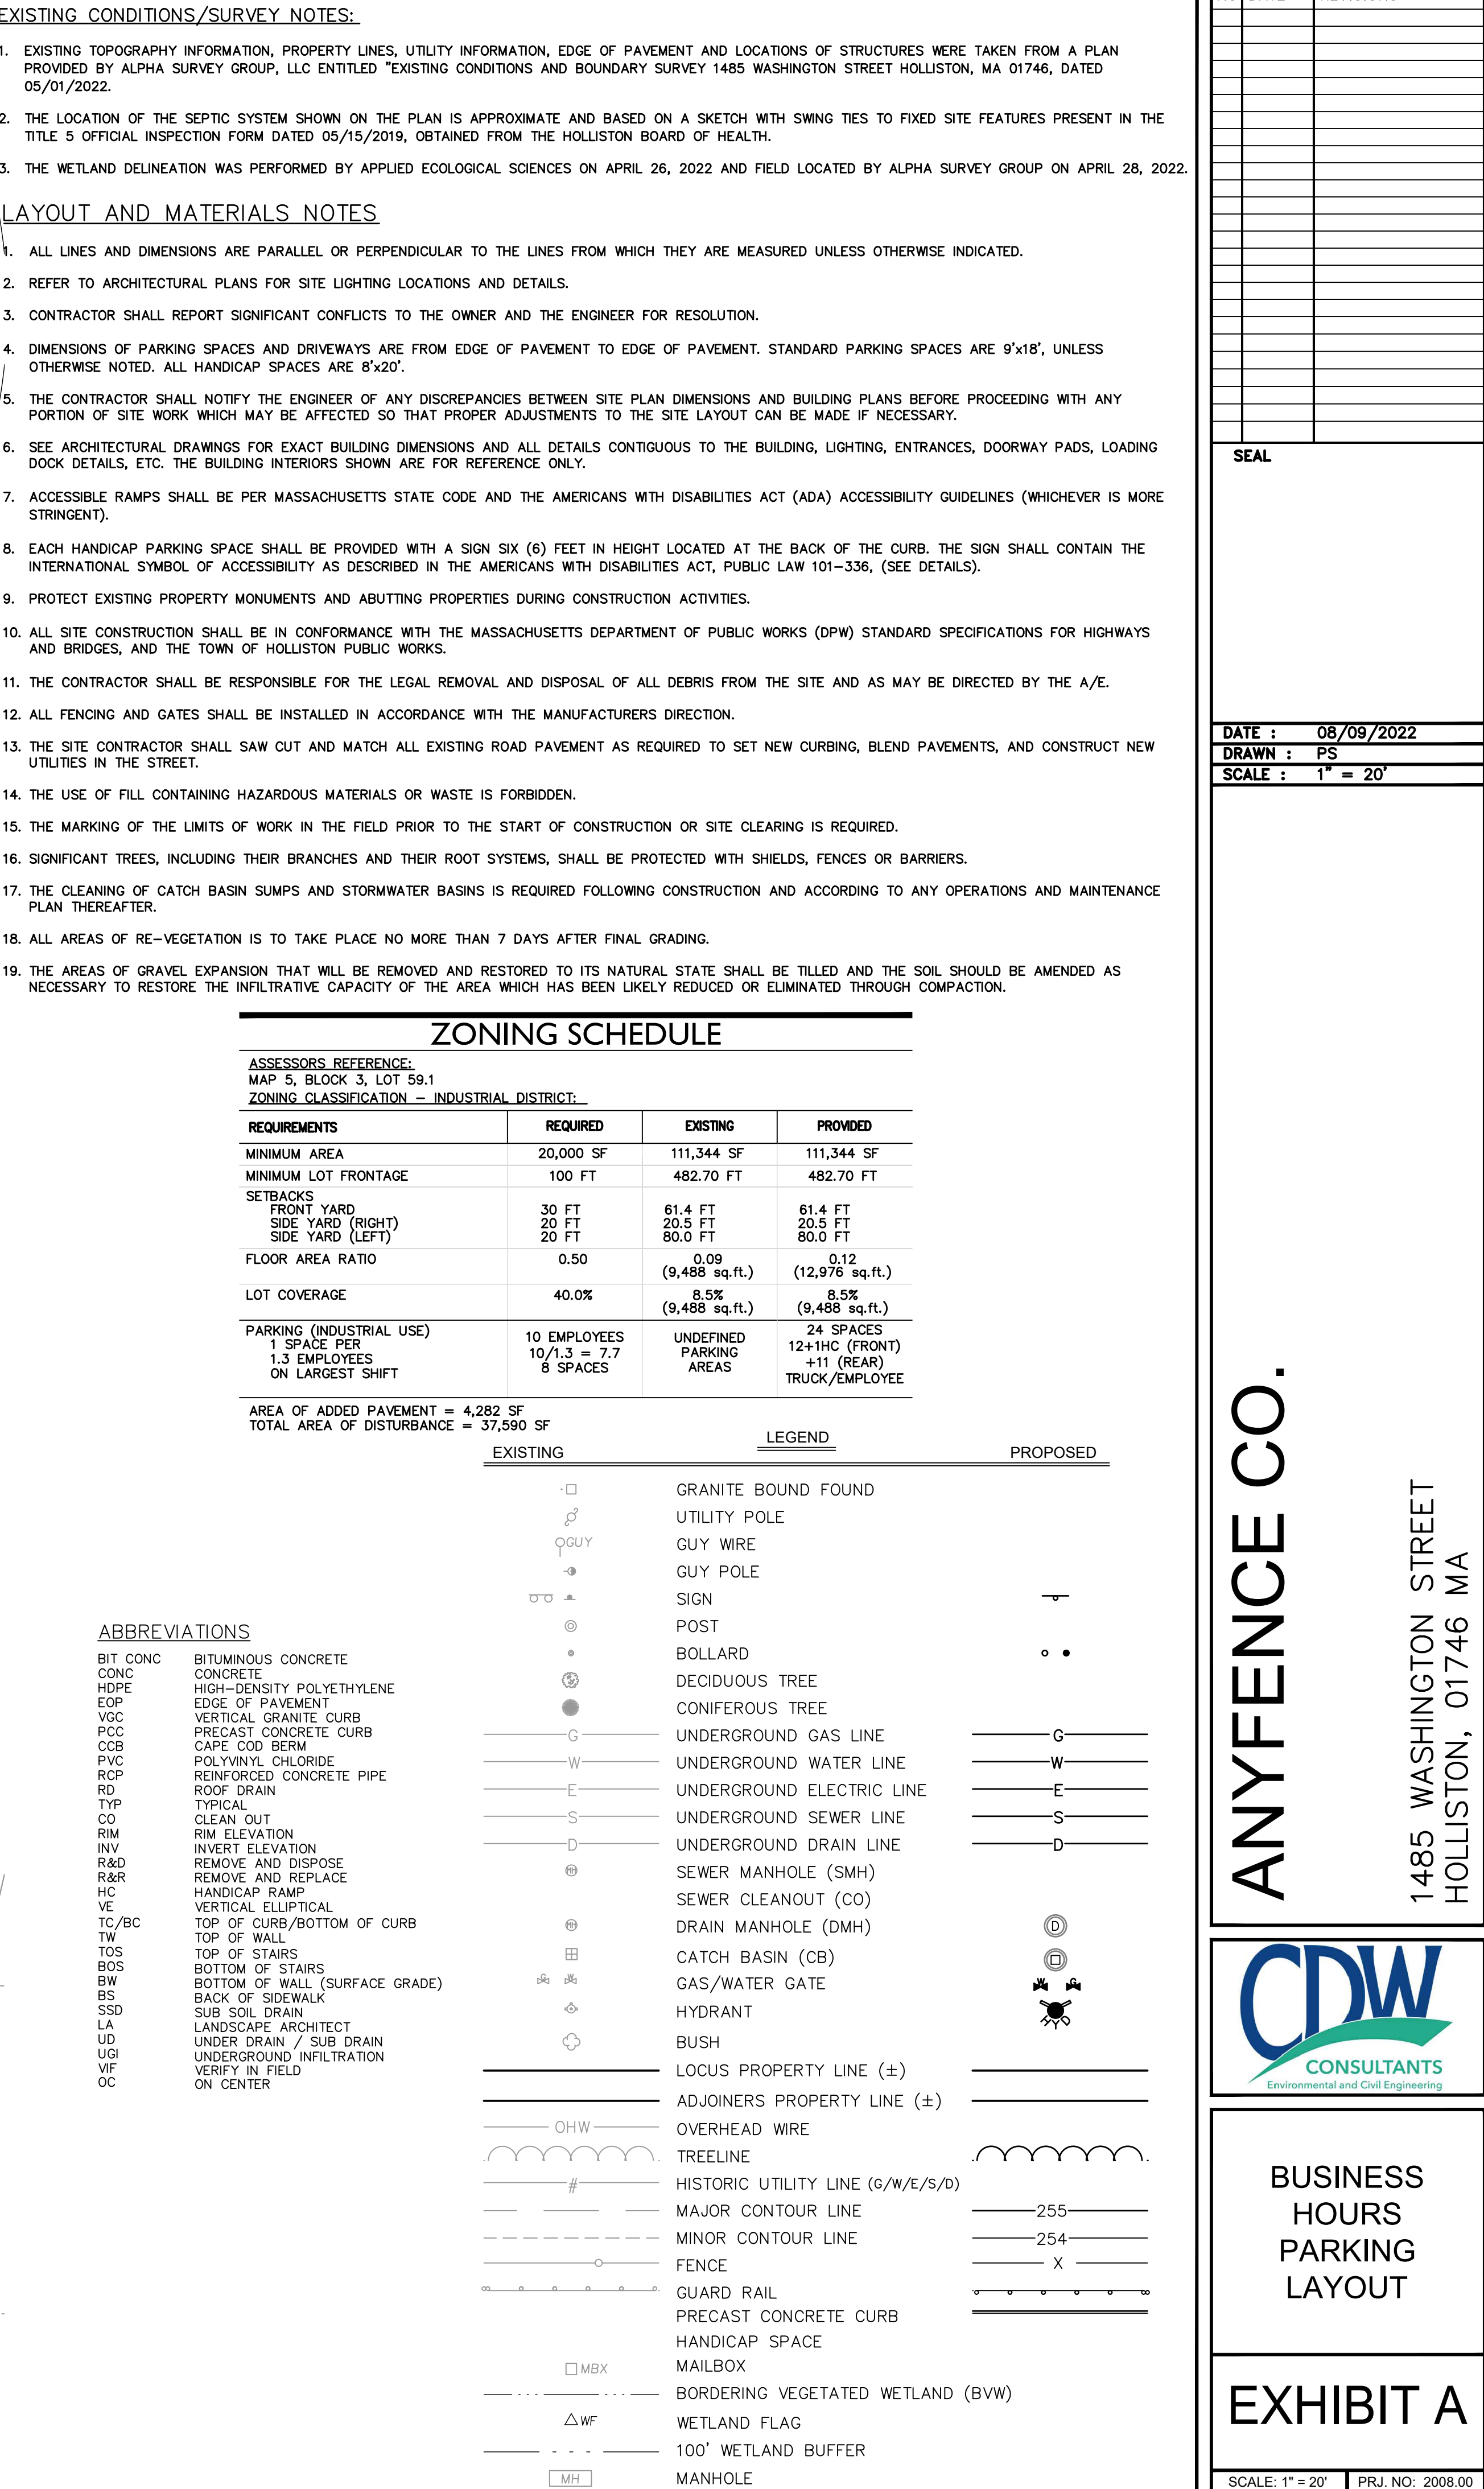 EXISTING CONDITIONS/SURVEY NOTES:
1. EXISTING TOPOGRAPHY INFORMATION, PROPERTY LINES, UTILITY INFORMATION, EDGE OF PAVEMENT AND LOCATIONS OF STRUCTURES WERE TAKEN FROM A PLAN
PROVIDED BY ALPHA SURVEY GROUP, LLC ENTITLED "EXISTING CONDITIONS AND BOUNDARY SURVEY 1485 WASHINGTON STREET HOLLISTON, MA 01746, DATED
05/01/2022.
2. THE LOCATION OF THE SEPTIC SYSTEM SHOWN ON THE PLAN IS APPROXIMATE AND BASED ON A SKETCH WITH SWING TIES TO FIXED SITE FEATURES PRESENT IN THE
TITLE 5 OFFICIAL INSPECTION FORM DATED 05/15/2019, OBTAINED FROM THE HOLLISTON BOARD OF HEALTH.
3. THE WETLAND DELINEATION WAS PERFORMED BY APPLIED ECOLOGICAL SCIENCES ON APRIL 26, 2022 AND FIELD LOCATED BY ALPHA SURVEY GROUP ON APRIL 28, 2022.
LAYOUT AND MATERIALS NOTES
1. ALL LINES AND DIMENSIONS ARE PARALLEL OR PERPENDICULAR TO THE LINES FROM WHICH THEY ARE MEASURED UNLESS OTHERWISE INDICATED.
2. REFER TO ARCHITECTURAL PLANS FOR SITE LIGHTING LOCATIONS AND DETAILS.
3. CONTRACTOR SHALL REPORT SIGNIFICANT CONFLICTS TO THE OWNER AND THE ENGINEER FOR RESOLUTION.
4. DIMENSIONS OF PARKING SPACES AND DRIVEWAYS ARE FROM EDGE OF PAVEMENT TO EDGE OF PAVEMENT. STANDARD PARKING SPACES ARE 9'x18', UNLESS
OTHERWISE NOTED. ALL HANDICAP SPACES ARE 8'x20'.
5. THE CONTRACTOR SHALL NOTIFY THE ENGINEER OF ANY DISCREPANCIES BETWEEN SITE PLAN DIMENSIONS AND BUILDING PLANS BEFORE PROCEEDING WITH ANY
PORTION OF SITE WORK WHICH MAY BE AFFECTED SO THAT PROPER ADJUSTMENTS TO THE SITE LAYOUT CAN BE MADE IF NECESSARY.
6. SEE ARCHITECTURAL DRAWINGS FOR EXACT BUILDING DIMENSIONS AND ALL DETAILS CONTIGUOUS TO THE BUILDING, LIGHTING, ENTRANCES, DOORWAY PADS, LOADING
DOCK DETAILS, ETC. THE BUILDING INTERIORS SHOWN ARE FOR REFERENCE ONLY.
7. ACCESSIBLE RAMPS SHALL BE PER MASSACHUSETTS STATE CODE AND THE AMERICANS WITH DISABILITIES ACT (ADA) ACCESSIBILITY GUIDELINES (WHICHEVER IS MORE
STRINGENT).
8. EACH HANDICAP PARKING SPACE SHALL BE PROVIDED WITH A SIGN SIX (6) FEET IN HEIGHT LOCATED AT THE BACK OF THE CURB. THE SIGN SHALL CONTAIN THE
INTERNATIONAL SYMBOL OF ACCESSIBILITY AS DESCRIBED IN THE AMERICANS WITH DISABILITIES ACT, PUBLIC LAW 101-336, (SEE DETAILS).
9. PROTECT EXISTING PROPERTY MONUMENTS AND ABUTTING PROPERTIES DURING CONSTRUCTION ACTIVITIES.
10. ALL SITE CONSTRUCTION SHALL BE IN CONFORMANCE WITH THE MASSACHUSETTS DEPARTMENT OF PUBLIC WORKS (DPW) STANDARD SPECIFICATIONS FOR HIGHWAYS
AND BRIDGES, AND THE TOWN OF HOLLISTON PUBLIC WORKS.
11. THE CONTRACTOR SHALL BE RESPONSIBLE FOR THE LEGAL REMOVAL AND DISPOSAL OF ALL DEBRIS FROM THE SITE AND AS MAY BE DIRECTED BY THE A/E.
12. ALL FENCING AND GATES SHALL BE INSTALLED IN ACCORDANCE WITH THE MANUFACTURERS DIRECTION.
13. THE SITE CONTRACTOR SHALL SAW CUT AND MATCH ALL EXISTING ROAD PAVEMENT AS REQUIRED TO SET NEW CURBING, BLEND PAVEMENTS, AND CONSTRUCT NEW
UTILITIES IN THE STREET.
14. THE USE OF FILL CONTAINING HAZARDOUS MATERIALS OR WASTE IS FORBIDDEN.
15. THE MARKING OF THE LIMITS OF WORK IN THE FIELD PRIOR TO THE START OF CONSTRUCTION OR SITE CLEARING IS REQUIRED.
16. SIGNIFICANT TREES, INCLUDING THEIR BRANCHES AND THEIR ROOT SYSTEMS, SHALL BE PROTECTED WITH SHIELDS, FENCES OR BARRIERS.
17. THE CLEANING OF CATCH BASIN SUMPS AND STORMWATER BASINS IS REQUIRED FOLLOWING CONSTRUCTION AND ACCORDING TO ANY OPERATIONS AND MAINTENANCE
PLAN THEREAFTER.
18. ALL AREAS OF RE-VEGETATION IS TO TAKE PLACE NO MORE THAN 7 DAYS AFTER FINAL GRADING.
19. THE AREAS OF GRAVEL EXPANSION THAT WILL BE REMOVED AND RESTORED TO ITS NATURAL STATE SHALL BE TILLED AND THE SOIL SHOULD BE AMENDED AS
NECESSARY TO RESTORE THE INFILTRATIVE CAPACITY OF THE AREA WHICH HAS BEEN LIKELY REDUCED OR ELIMINATED THROUGH COMPACTION.
ZONING SCHEDULE
ASSESSORS REFERENCE:
MAP 5, BLOCK 3, LOT 59.1
ZONING CLASSIFICATION - INDUSTRIAL DISTRICT:
REQUIREMENTS REQUIRED EXISTING PROVIDED
MINIMUM AREA 20,000 SF 111,344 SF 111,344 SF
MINIMUM LOT FRONTAGE 100 FT 482.70 FT 482.70 FT
SETBACKS
FRONT YARD 30 FT 61.4 FT 61.4 FT
SIDE YARD (RIGHT) 20 FT 20.5 FT 20.5 FT
SIDE YARD (LEFT) 20 FT 80.0 FT 80.0 FT
FLOOR AREA RATIO 0.50 0.09 0.12
(9,488 sq.ft.) (12,976 sq.ft.)
LOT COVERAGE 40.0% 8.5% 8.5%
(9,488 sq.ft.) (9,488 sq.ft.)
PARKING (INDUSTRIAL USE)
1 SPACE PER
1.3 EMPLOYEES
ON LARGEST SHIFT
10 EMPLOYEES
10/1.3 = 7.7
8 SPACES
UNDEFINED
PARKING
AREAS
24 SPACES
12+1HC (FRONT)
+11 (REAR)
TRUCK/EMPLOYEE
AREA OF ADDED PAVEMENT = 4,282 SF
TOTAL AREA OF DISTURBANCE = 37,590 SF
LEGEND
EXISTING PROPOSED
GRANITE BOUND FOUND
UTILITY POLE
GUY GUY WIRE
GUY POLE
SIGN
POST
BOLLARD
DECIDUOUS TREE
CONIFEROUS TREE
G UNDERGROUND GAS LINE G
W UNDERGROUND WATER LINE W
E UNDERGROUND ELECTRIC LINE E
S UNDERGROUND SEWER LINE S
D UNDERGROUND DRAIN LINE D
SEWER MANHOLE (SMH)
SEWER CLEANOUT (CO)
DRAIN MANHOLE (DMH) D
CATCH BASIN (CB)
G W GAS/WATER GATE W G
HYDRANT HYD
BUSH
LOCUS PROPERTY LINE (±)
ADJOINERS PROPERTY LINE (±)
OHW OVERHEAD WIRE
TREELINE
# HISTORIC UTILITY LINE (G/W/E/S/D)
MAJOR CONTOUR LINE 255
MINOR CONTOUR LINE 254
FENCE X
GUARD RAIL
PRECAST CONCRETE CURB
HANDICAP SPACE
MBX MAILBOX
BORDERING VEGETATED WETLAND (BVW)
WF WETLAND FLAG
100' WETLAND BUFFER
MH MANHOLE
ABBREVIATIONS
BIT CONC BITUMINOUS CONCRETE
CONC CONCRETE
HDPE HIGH-DENSITY POLYETHYLENE
EOP EDGE OF PAVEMENT
VGC VERTICAL GRANITE CURB
PCC PRECAST CONCRETE CURB
CCB CAPE COD BERM
PVC POLYVINYL CHLORIDE
RCP REINFORCED CONCRETE PIPE
RD ROOF DRAIN
TYP TYPICAL
CO CLEAN OUT
RIM RIM ELEVATION
INV INVERT ELEVATION
R&D REMOVE AND DISPOSE
R&R REMOVE AND REPLACE
HC HANDICAP RAMP
VE VERTICAL ELLIPTICAL
TC/BC TOP OF CURB/BOTTOM OF CURB
TW TOP OF WALL
TOS TOP OF STAIRS
BOS BOTTOM OF STAIRS
BW BOTTOM OF WALL (SURFACE GRADE)
BS BACK OF SIDEWALK
SSD SUB SOIL DRAIN
LA LANDSCAPE ARCHITECT
UD UNDER DRAIN / SUB DRAIN
UGI UNDERGROUND INFILTRATION
VIF VERIFY IN FIELD
OC ON CENTER
SEAL
DATE : 08/09/2022
DRAWN : PS
SCALE : 1" = 20'
ANYFENCE CO.
1485 WASHINGTON STREET
HOLLISTON, 01746 MA
CDW
CONSULTANTS
Environmental and Civil Engineering
BUSINESS
HOURS
PARKING
LAYOUT
EXHIBIT A
SCALE: 1" = 20' PRJ. NO: 2008.00